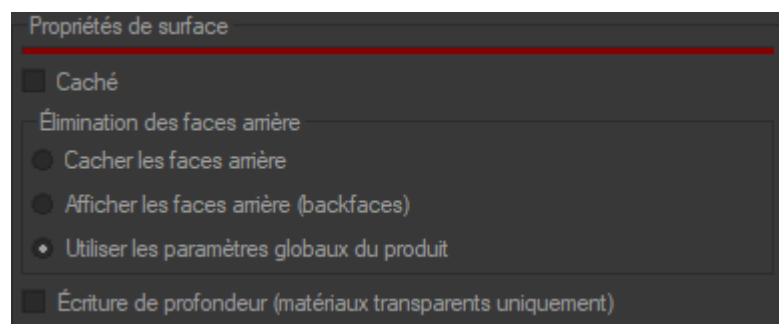 Propriétés de surface
Caché
Élimination des faces arrière
Cacher les faces arrière
Afficher les faces arrière (backfaces)
Utiliser les paramètres globaux du produit
Écriture de profondeur (matériaux transparents uniquement)